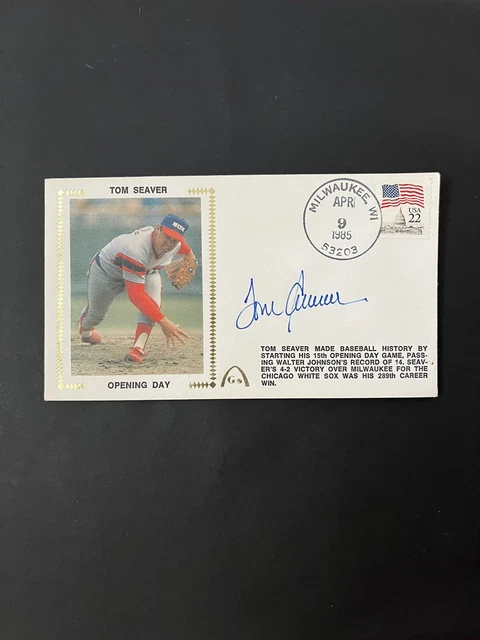 TOM SEAVER
SOX
OPENING DAY
Gs
MILWAUKEE, WI
APR
9
1985
53203
USA
22
Tom Seaver
TOM SEAVER MADE BASEBALL HISTORY BY
STARTING HIS 15th OPENING DAY GAME, PASS-
ING WALTER JOHNSON'S RECORD OF 14. SEAV-
ER'S 4-2 VICTORY OVER MILWAUKEE FOR THE
CHICAGO WHITE SOX WAS HIS 289th CAREER
WIN.